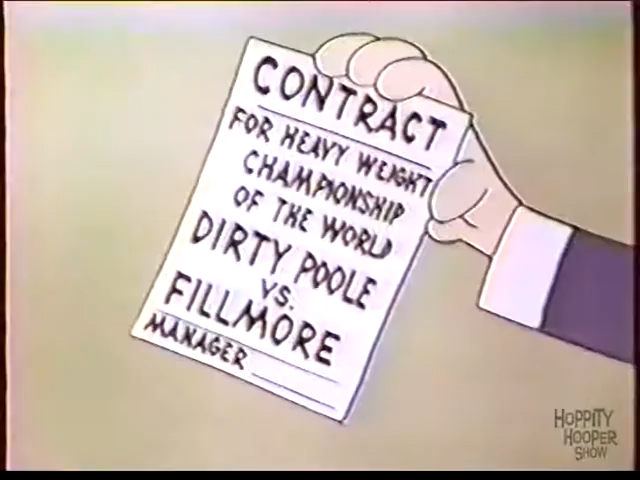 CONTRACT
FOR HEAVY WEIGHT
CHAMPIONSHIP
OF THE WORLD
DIRTY POOLE
VS.
FILLMORE
MANAGER
HOPPITY
HOOPER
SHOW